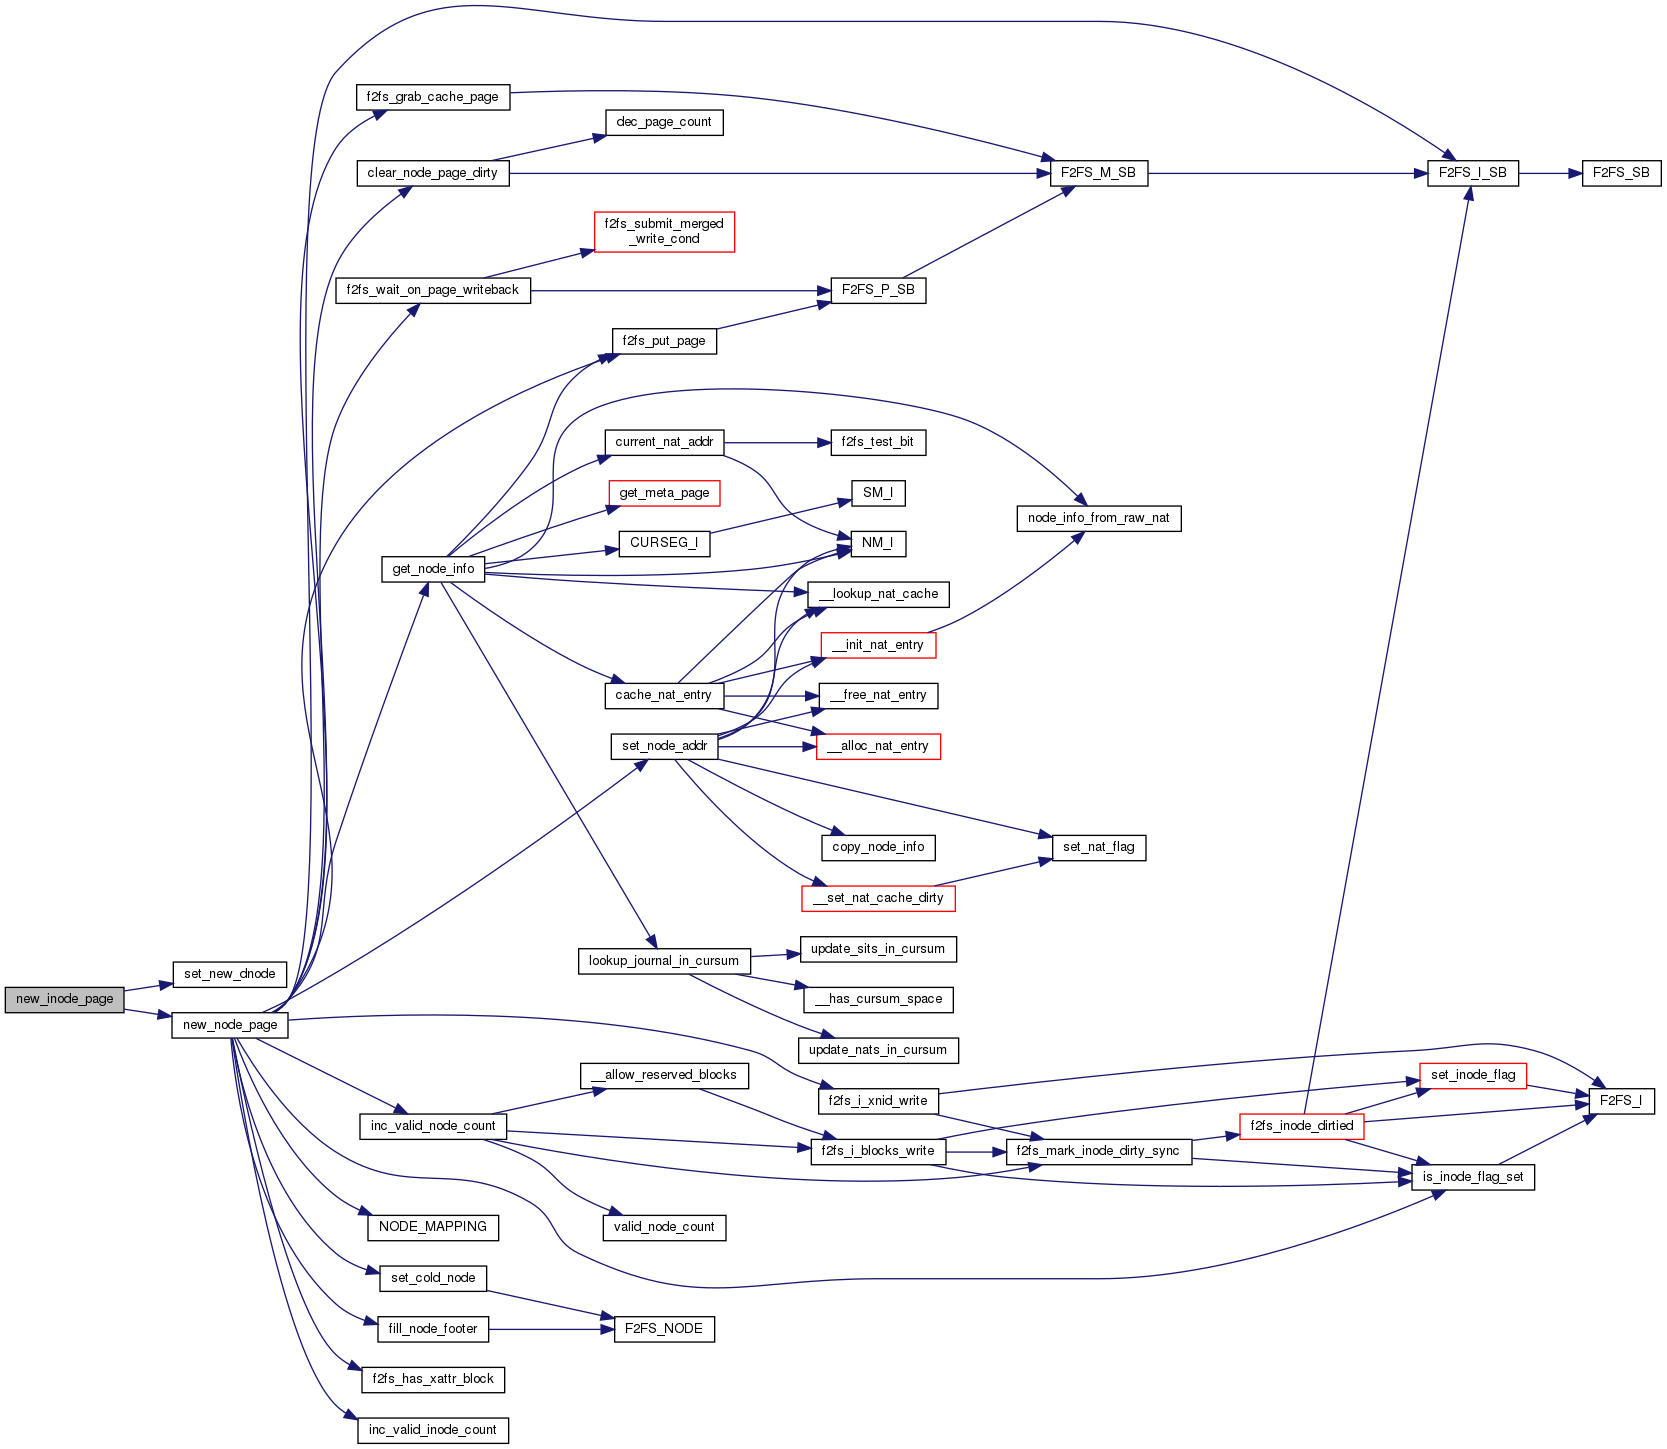 f2fs_grab_cache_page
dec_page_count
clear_node_page_dirty
F2FS_M_SB
F2FS_I_SB
F2FS_SB
f2fs_submit_merged
_write_cond
f2fs_wait_on_page_writeback
F2FS_P_SB
f2fs_put_page
current_nat_addr
f2fs_test_bit
get_meta_page
SM_I
node_info_from_raw_nat
CURSEG_I
NM_I
get_node_info
__lookup_nat_cache
__init_nat_entry
cache_nat_entry
__free_nat_entry
set_node_addr
__alloc_nat_entry
copy_node_info
set_nat_flag
__set_nat_cache_dirty
update_sits_in_cursum
lookup_journal_in_cursum
set_new_dnode
new_inode_page
__has_cursum_space
new_node_page
update_nats_in_cursum
__allow_reserved_blocks
set_inode_flag
f2fs_i_xnid_write
F2FS_I
inc_valid_node_count
f2fs_inode_dirtied
f2fs_i_blocks_write
f2fs_mark_inode_dirty_sync
is_inode_flag_set
NODE_MAPPING
valid_node_count
set_cold_node
fill_node_footer
F2FS_NODE
f2fs_has_xattr_block
inc_valid_inode_count